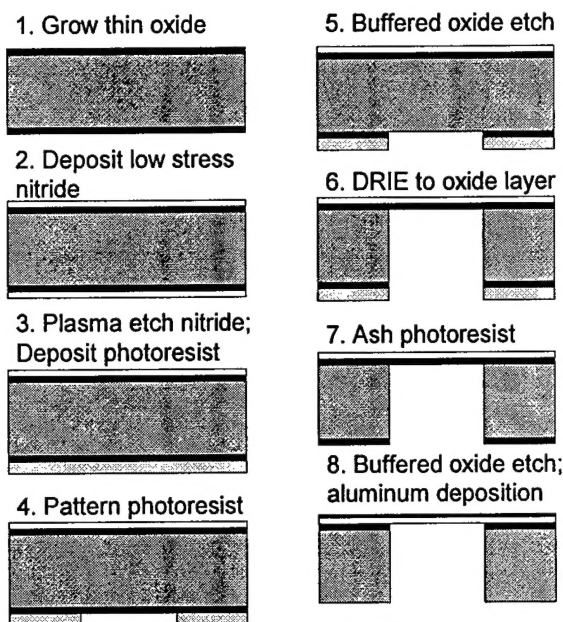 1. Grow thin oxide
2. Deposit low stress
nitride
3. Plasma etch nitride;
Deposit photoresist
4. Pattern photoresist
5. Buffered oxide etch
6. DRIE to oxide layer
7. Ash photoresist
8. Buffered oxide etch;
aluminum deposition